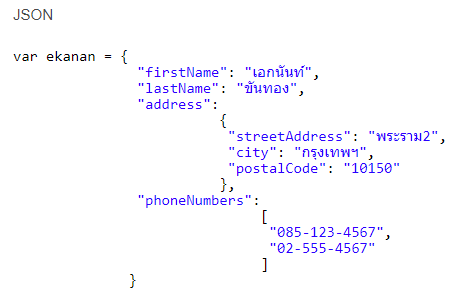 JSON
var ekanan = {
"firstName": "เอกนันท์",
"lastName": "ขันทอง",
"address":
{
"streetAddress": "พระราม2",
"city": "กรุงเทพฯ",
"postalCode": "10150"
},
"phoneNumbers":
[
"085-123-4567",
"02-555-4567"
]
}